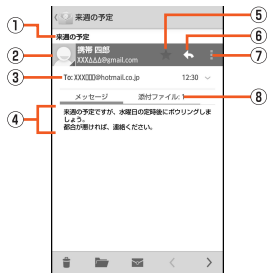 来週の予定
①
来週の予定
⑤
②
携帯 四郎
XXX△△△@gmail.com
⑥
⑦
③
To: XXX□□□@hotmail.co.jp 12:30
メッセージ 添付ファイル: 1
⑧
④
来週の予定ですが、水曜日の定時後にボウリングしま
しょう。
都合が悪ければ、連絡ください。